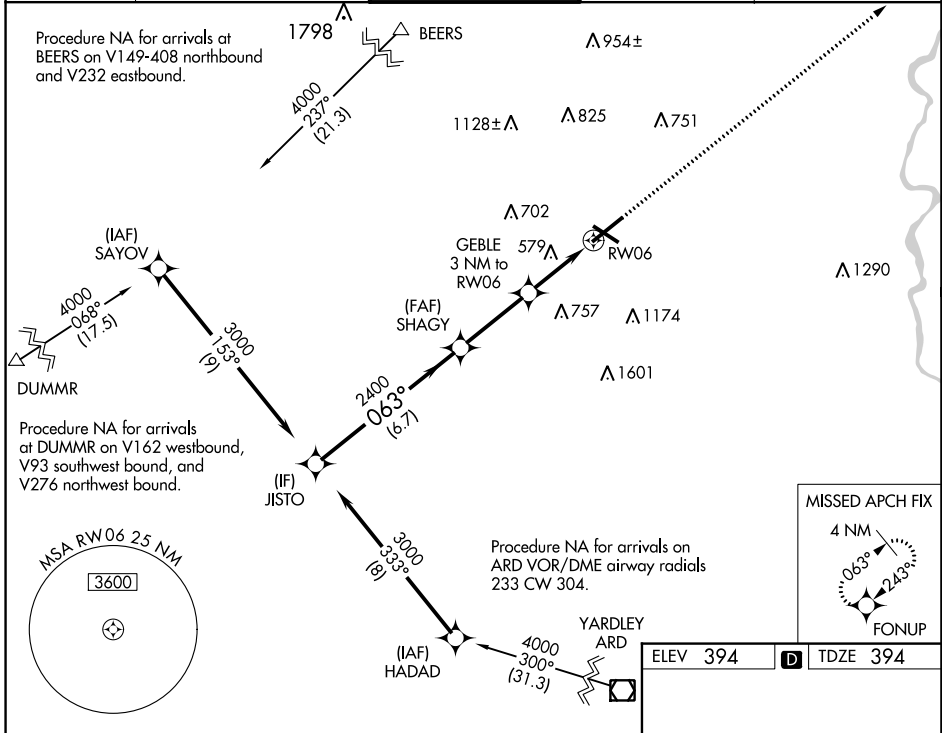 Procedure NA for arrivals at
BEERS on V149-408 northbound
and V232 eastbound.
1798
BEERS
954±
4000
237°
(21.3)
1128±
825
751
702
(IAF)
SAYOV
GEBLE
3 NM to
RW06
579
RW06
1290
4000
068°
(17.5)
3000
153°
(9)
(FAF)
SHAGY
757
1174
DUMMR
2400
063°
(6.7)
1601
Procedure NA for arrivals
at DUMMR on V162 westbound,
V93 southwest bound, and
V276 northwest bound.
(IF)
JISTO
MISSED APCH FIX
4 NM
063°
243°
FONUP
MSA RW06 25 NM
3600
3000
333°
(8)
Procedure NA for arrivals on
ARD VOR/DME airway radials
233 CW 304.
(IAF)
HADAD
4000
300°
(31.3)
YARDLEY
ARD
ELEV 394 D TDZE 394